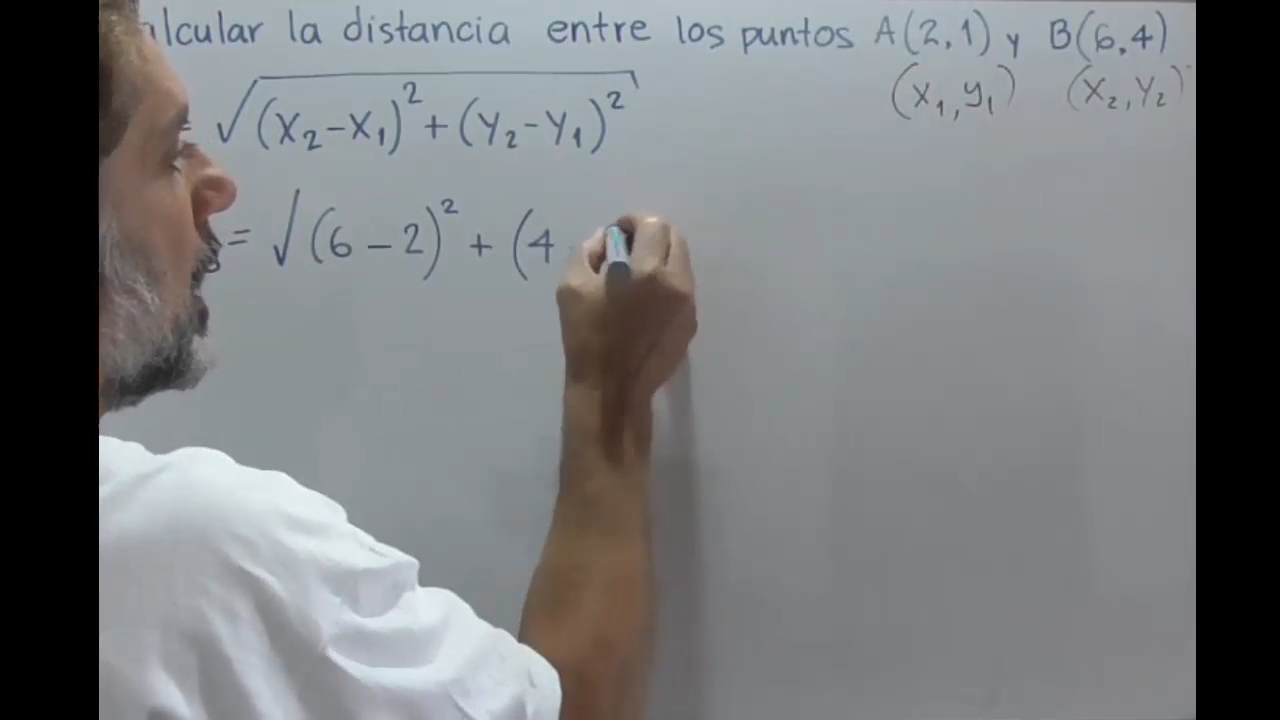 alcular la distancia entre los puntos A(2,1) y B(6,4)
(x₁,y₁) (x₂,y₂)
= √(x₂-x₁)²+(y₂-y₁)²
= √(6-2)² + (4 -